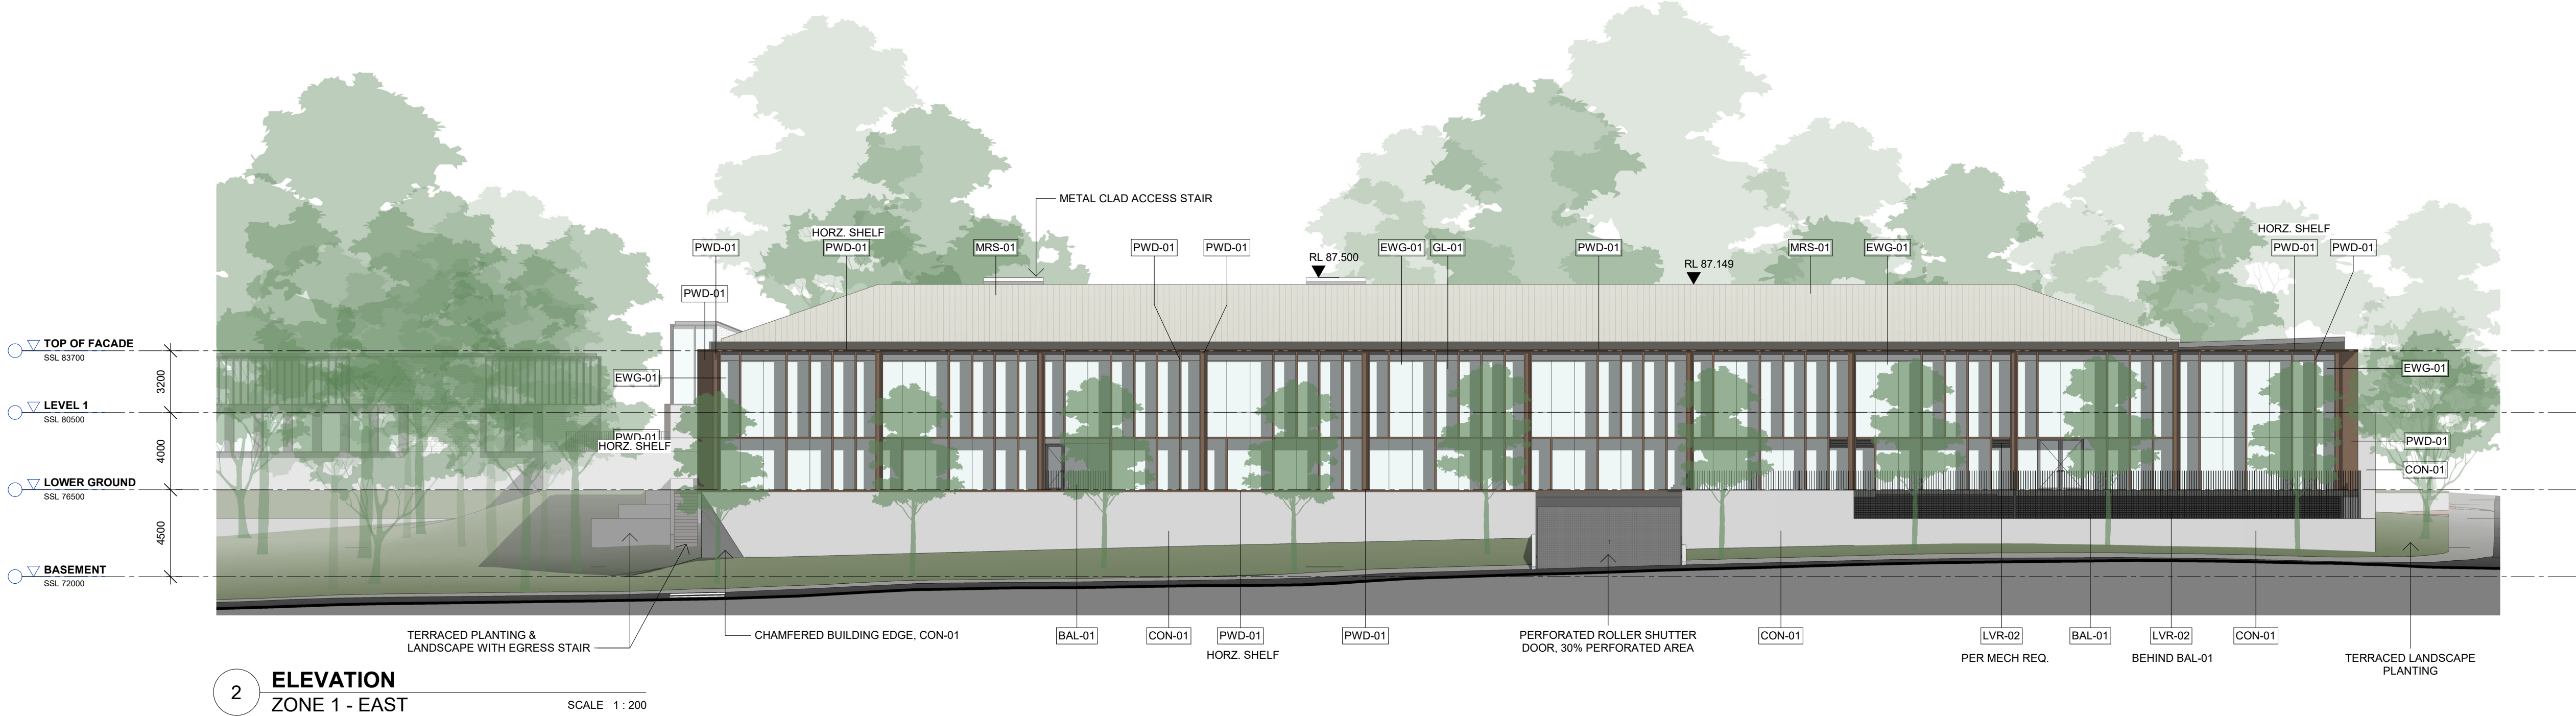 METAL CLAD ACCESS STAIR
HORZ. SHELF
HORZ. SHELF
PWD-01
PWD-01
MRS-01
PWD-01
PWD-01
EWG-01
GL-01
PWD-01
MRS-01
EWG-01
PWD-01
PWD-01
RL 87.500
RL 87.149
PWD-01
TOP OF FACADE
SSL 83700
3200
EWG-01
EWG-01
LEVEL 1
SSL 80500
4000
PWD-01
HORZ. SHELF
PWD-01
CON-01
LOWER GROUND
SSL 76500
4500
BASEMENT
SSL 72000
TERRACED PLANTING &
LANDSCAPE WITH EGRESS STAIR
CHAMFERED BUILDING EDGE, CON-01
BAL-01
CON-01
PWD-01
HORZ. SHELF
PWD-01
PERFORATED ROLLER SHUTTER
DOOR, 30% PERFORATED AREA
CON-01
LVR-02
PER MECH REQ.
BAL-01
LVR-02
BEHIND BAL-01
CON-01
TERRACED LANDSCAPE
PLANTING
2
ELEVATION
ZONE 1 - EAST
SCALE 1 : 200